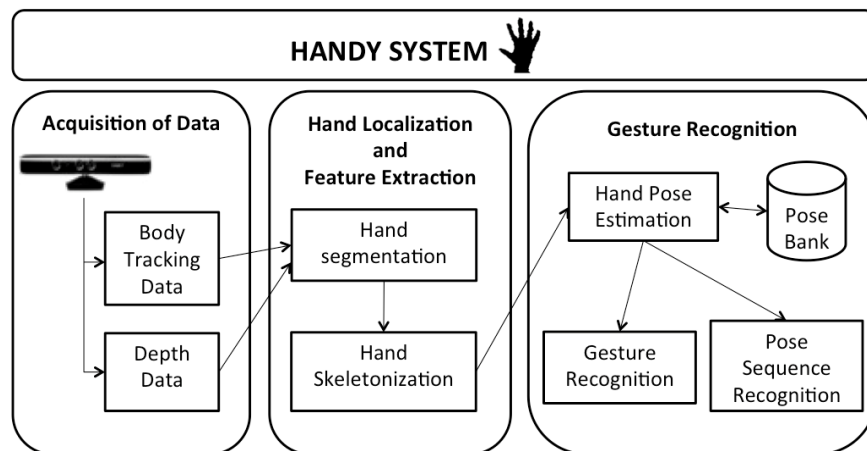 HANDY SYSTEM
Acquisition of Data
Body
Tracking
Data
Depth
Data
Hand Localization
and
Feature Extraction
Hand
segmentation
Hand
Skeletonization
Gesture Recognition
Hand Pose
Estimation
Pose
Bank
Gesture
Recognition
Pose
Sequence
Recognition